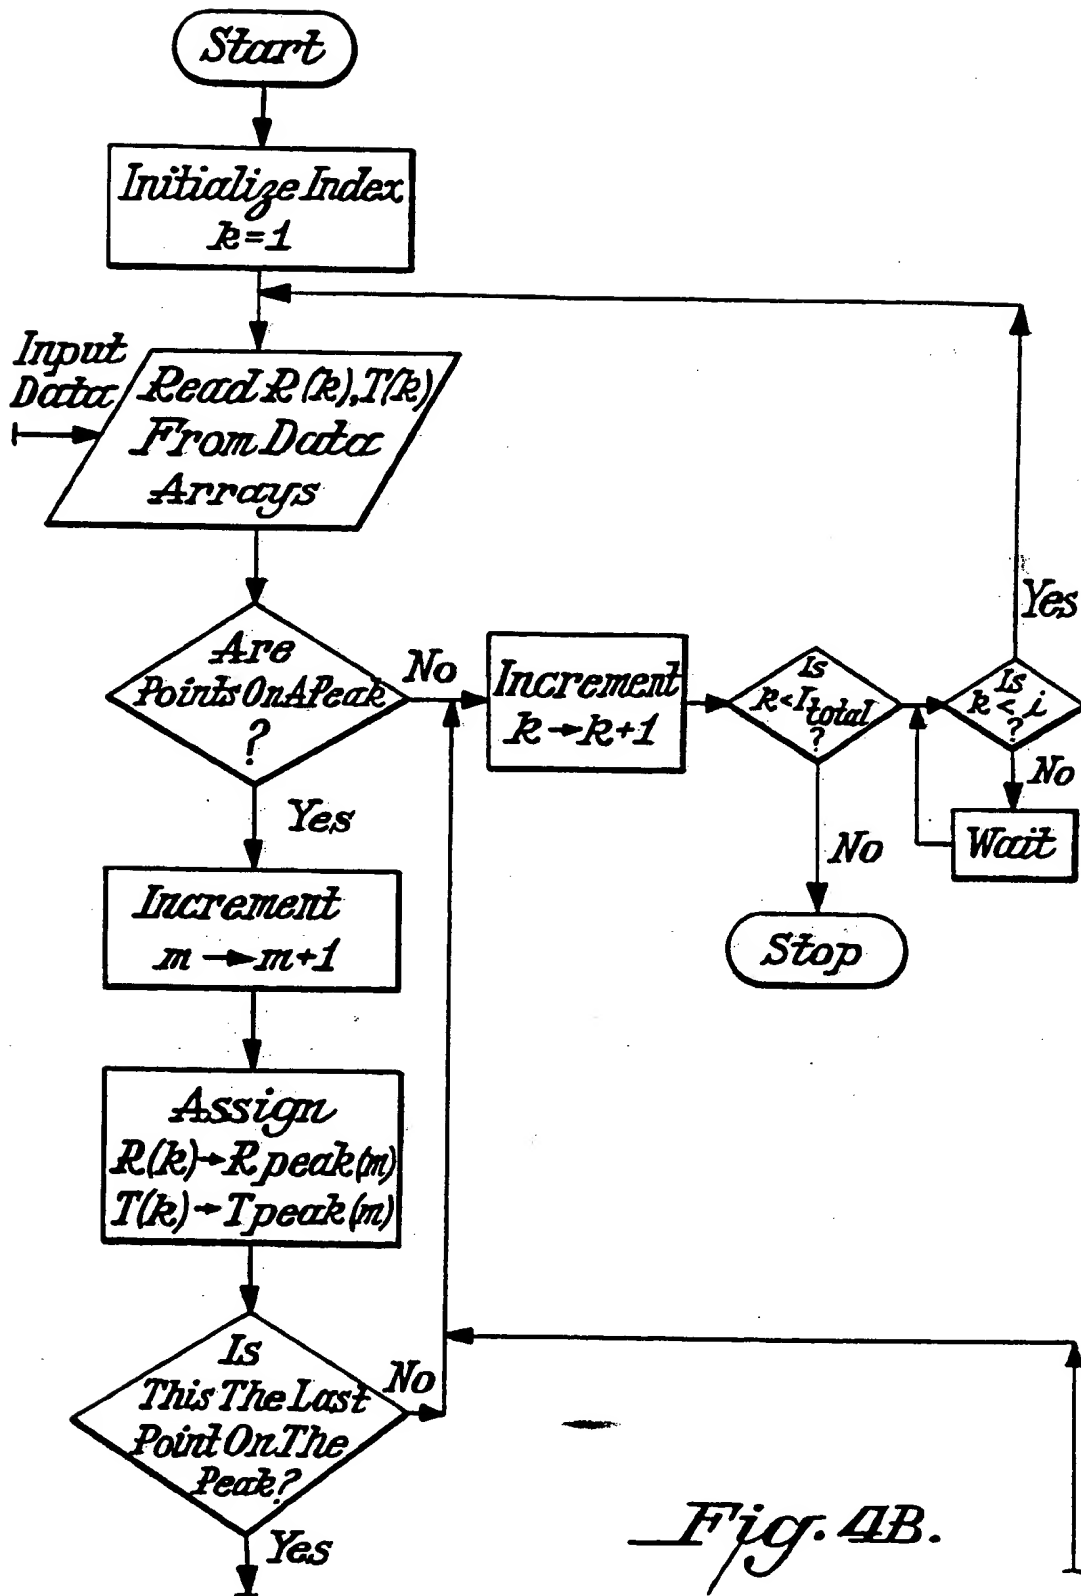 Start
Initialize Index
k=1
Input
Data
Read R(k),T(k)
From Data
Arrays
Are
Points On A Peak
?
No
Yes
Increment
k→k+1
Is
k<I total
?
No
Stop
Is
k<i
?
Yes
No
Wait
Increment
m→m+1
Assign
R(k)→R peak(m)
T(k)→T peak(m)
Is
This The Last
Point On The
Peak?
No
Yes
Fig. 4B.